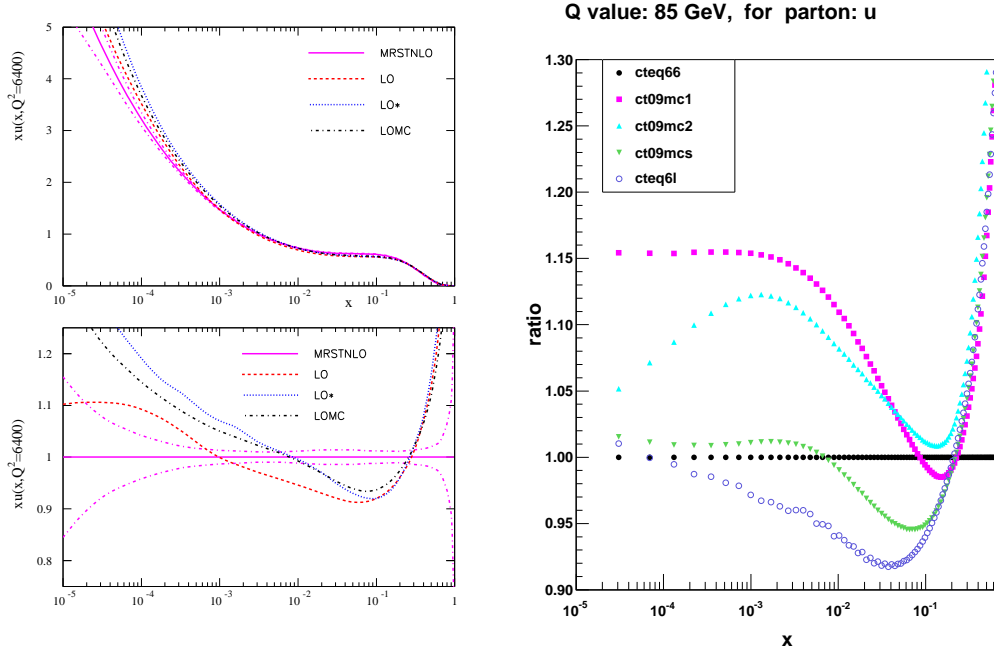 5
4
3
2
1
0
xu(x,Q²=6400)
MRSTNLO
LO
LO*
LOMC
10⁻⁵
10⁻⁴
10⁻³
10⁻²
10⁻¹
1
x
1.2
1.1
1
0.9
0.8
xu(x,Q²=6400)
MRSTNLO
LO
LO*
LOMC
10⁻⁵
10⁻⁴
10⁻³
10⁻²
10⁻¹
1
Q value: 85 GeV, for parton: u
1.30
1.25
1.20
1.15
1.10
1.05
1.00
0.95
0.90
ratio
cteq66
ct09mc1
ct09mc2
ct09mcs
cteq6l
10⁻⁵
10⁻⁴
10⁻³
10⁻²
10⁻¹
x